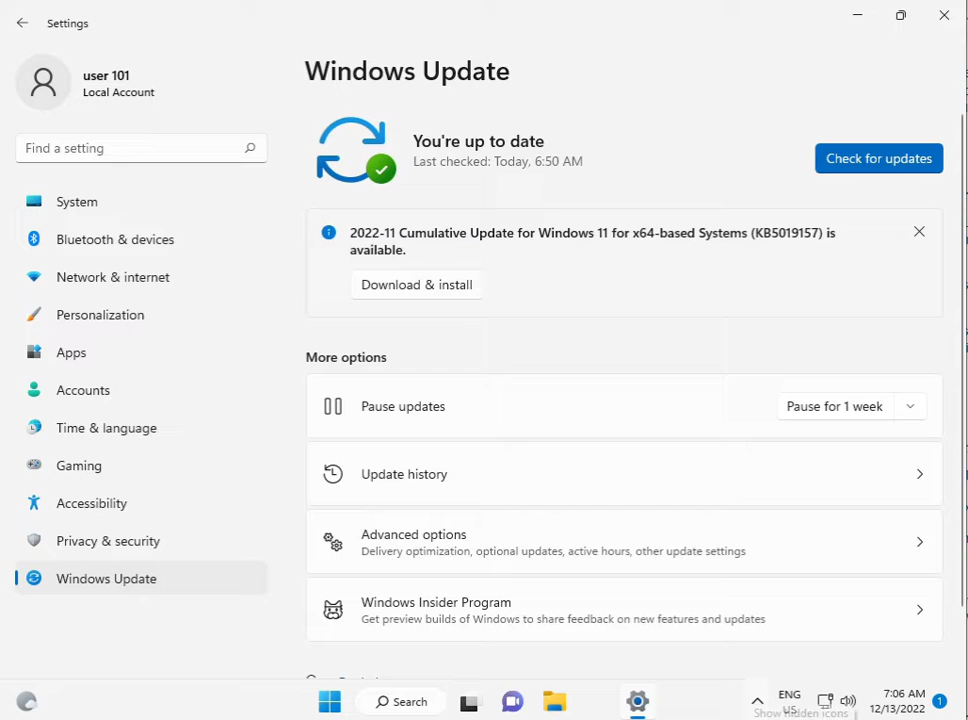 Settings
user 101
Local Account
Find a setting
System
Bluetooth & devices
Network & internet
Personalization
Apps
Accounts
Time & language
Gaming
Accessibility
Privacy & security
Windows Update
Windows Update
You're up to date
Last checked: Today, 6:50 AM
Check for updates
2022-11 Cumulative Update for Windows 11 for x64-based Systems (KB5019157) is
available.
Download & install
More options
Pause updates
Pause for 1 week
Update history
Advanced options
Delivery optimization, optional updates, active hours, other update settings
Windows Insider Program
Get preview builds of Windows to share feedback on new features and updates
Search
ENG
US
7:06 AM
12/13/2022
1
Show hidden icons